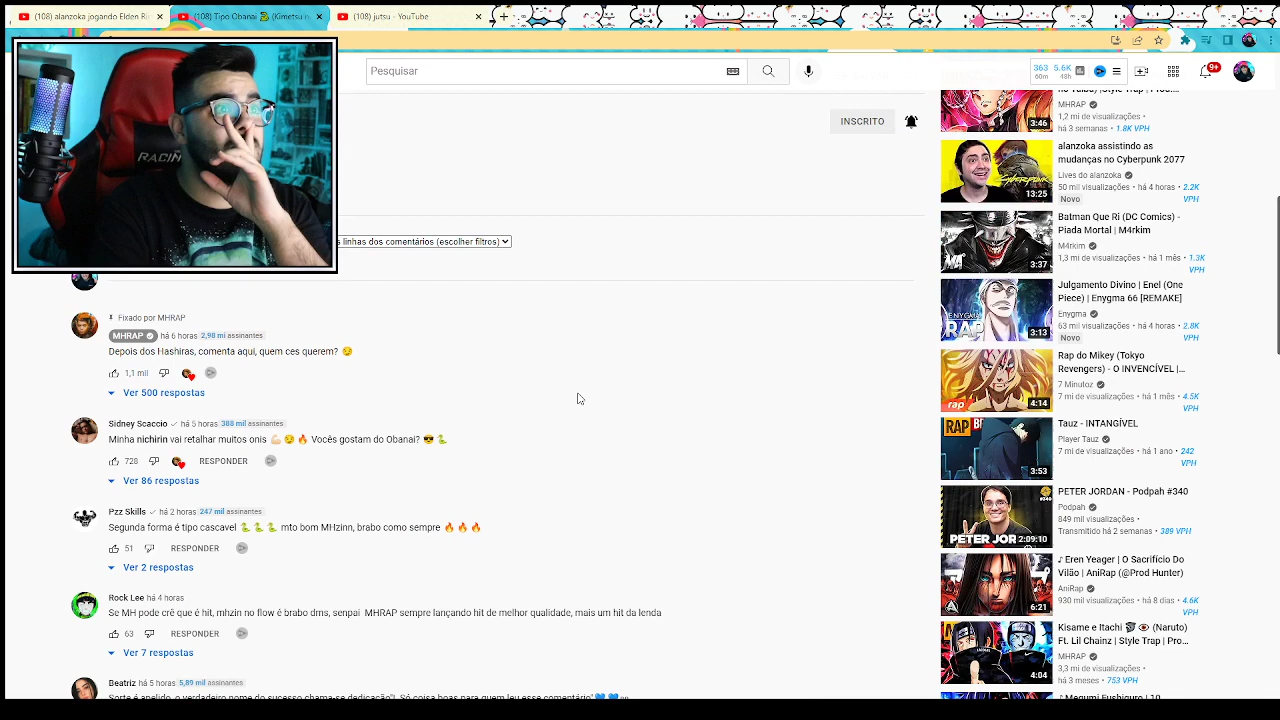 (108) alanzoka jogando Elden Ri
(108) Tipo Obanai 🐍 (Kimetsu n
(108) jutsu - YouTube
RACIN
Pesquisar
363 60m
5.6K 48h
9+
INSCRITO
s linhas dos comentários (escolher filtros)
Fixado por MHRAP
MHRAP há 6 horas 2,98 mi assinantes
Depois dos Hashiras, comenta aqui, quem ces querem? 😏
1,1 mil
Ver 500 respostas
Sidney Scaccio há 5 horas 388 mil assinantes
Minha nichirin vai retalhar muitos onis 💪🏻 😏 🔥 Vocês gostam do Obanai? 😎 🐍
728 RESPONDER
Ver 86 respostas
Pzz Skills há 2 horas 247 mil assinantes
Segunda forma é tipo cascavel 🐍 🐍 🐍 mto bom MHzinn, brabo como sempre 🔥 🔥 🔥
51 RESPONDER
Ver 2 respostas
Rock Lee há 4 horas
Se MH pode crê que é hit, mhzin no flow é brabo dms, senpai MHRAP sempre lançando hit de melhor qualidade, mais um hit da lenda
63 RESPONDER
Ver 7 respostas
Beatriz há 5 horas 5,89 mil assinantes
3:46
MHRAP
1,2 mi de visualizações •
há 3 semanas • 1.8K VPH
13:25
alanzoka assistindo as
mudanças no Cyberpunk 2077
Lives do alanzoka
50 mil visualizações • há 4 horas • 2.2K
VPH
Novo
3:37
Batman Que Ri (DC Comics) -
Piada Mortal | M4rkim
M4rkim
1,3 mi de visualizações • há 1 mês • 1.3K
VPH
ENYGMA
RAP
3:13
Julgamento Divino | Enel (One
Piece) | Enygma 66 [REMAKE]
Enygma
63 mil visualizações • há 4 horas • 2.8K
VPH
Novo
rap
4:14
Rap do Mikey (Tokyo
Revengers) - O INVENCÍVEL |...
7 Minutoz
7 mi de visualizações • há 1 mês • 4.5K
VPH
RAP
3:53
Tauz - INTANGÍVEL
Player Tauz
7 mi de visualizações • há 1 ano • 242
VPH
PETER JOR
2:09:10
PETER JORDAN - Podpah #340
Podpah
849 mil visualizações •
Transmitido há 2 semanas • 389 VPH
6:21
♪ Eren Yeager | O Sacrifício Do
Vilão | AniRap (@Prod Hunter)
AniRap
930 mil visualizações • há 8 dias • 4.6K
VPH
4:04
Kisame e Itachi 👁 (Naruto)
Ft. Lil Chainz | Style Trap | Pro...
MHRAP
3,3 mi de visualizações •
há 3 meses • 753 VPH